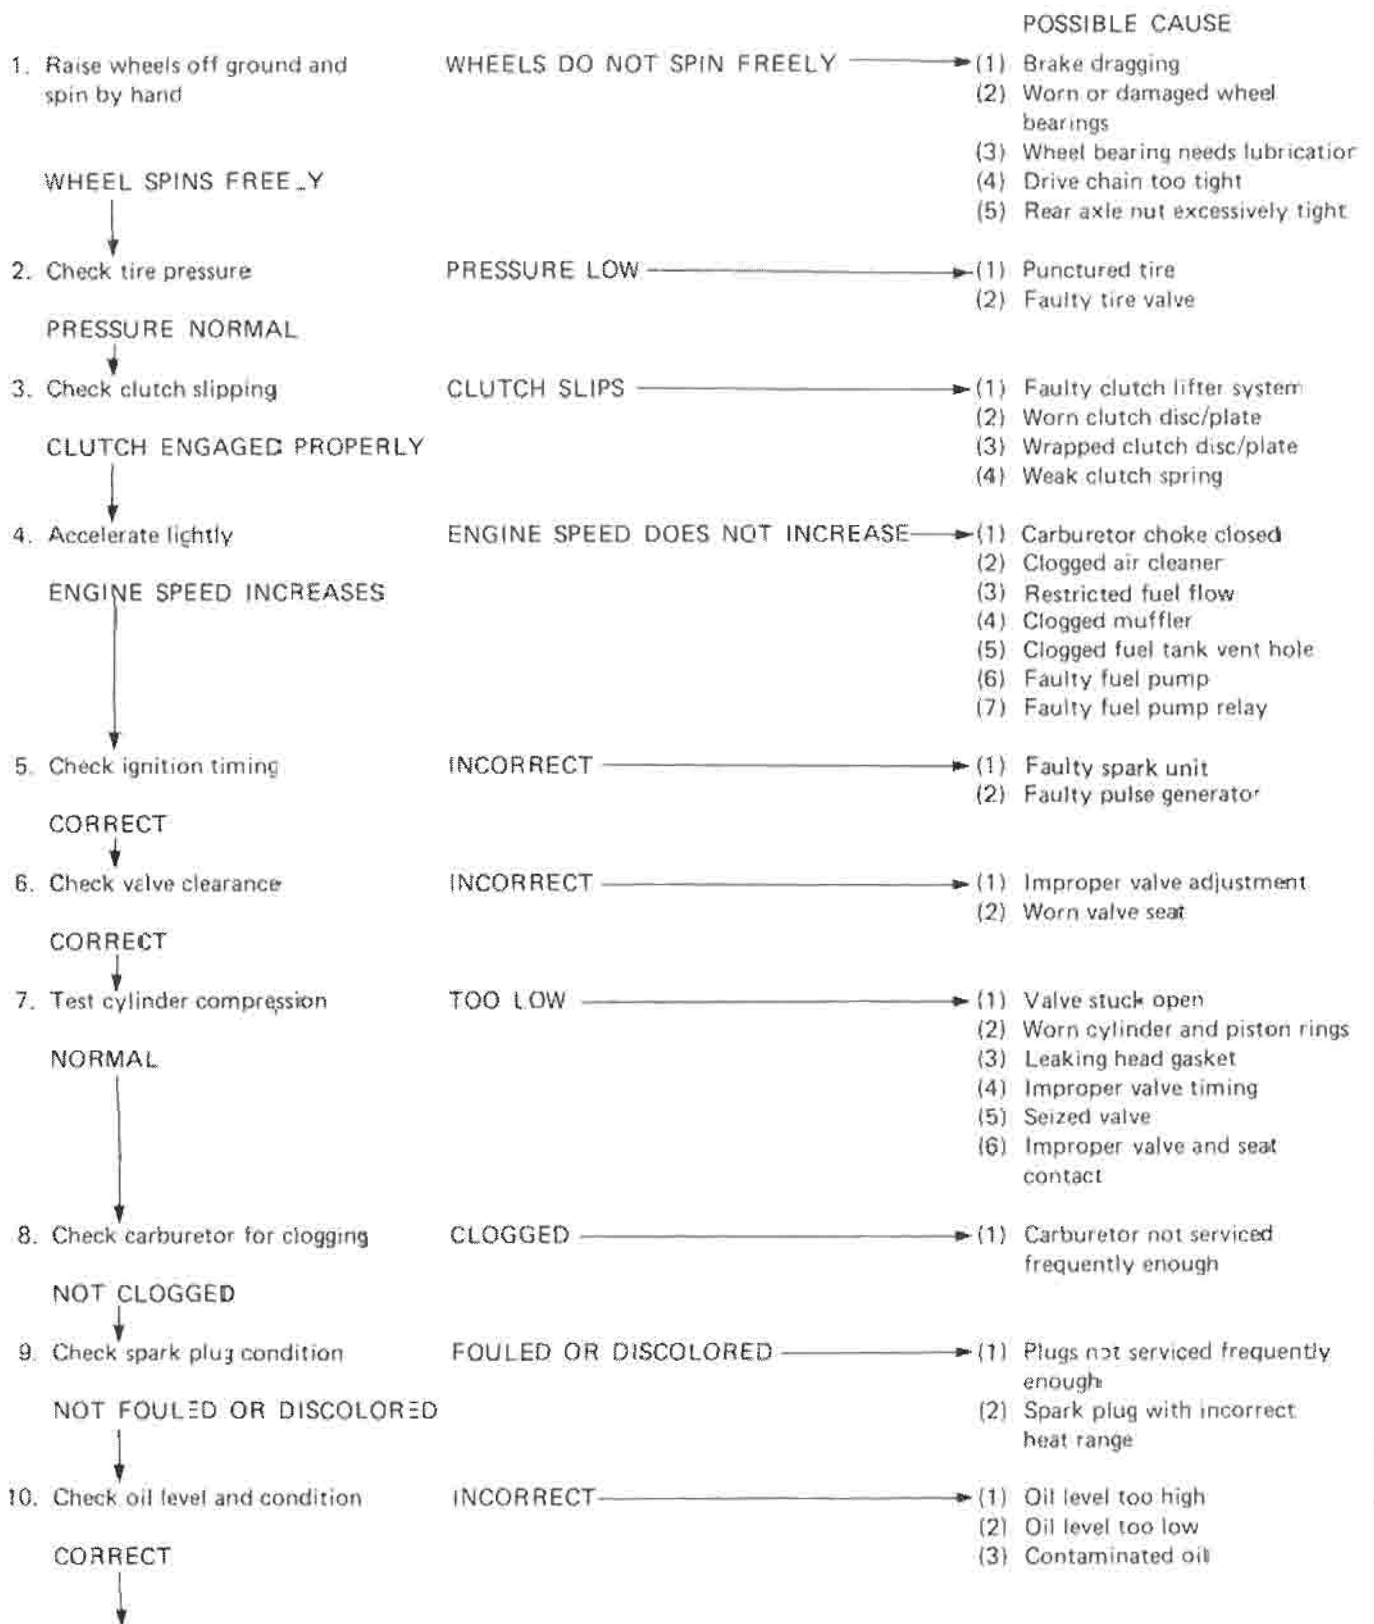 POSSIBLE CAUSE
1. Raise wheels off ground and
spin by hand
WHEELS DO NOT SPIN FREELY
(1) Brake dragging
(2) Worn or damaged wheel
bearings
(3) Wheel bearing needs lubrication
(4) Drive chain too tight
(5) Rear axle nut excessively tight
WHEEL SPINS FREELY
2. Check tire pressure
PRESSURE LOW
(1) Punctured tire
(2) Faulty tire valve
PRESSURE NORMAL
3. Check clutch slipping
CLUTCH SLIPS
(1) Faulty clutch lifter system
(2) Worn clutch disc/plate
(3) Wrapped clutch disc/plate
(4) Weak clutch spring
CLUTCH ENGAGED PROPERLY
4. Accelerate lightly
ENGINE SPEED DOES NOT INCREASE
(1) Carburetor choke closed
(2) Clogged air cleaner
(3) Restricted fuel flow
(4) Clogged muffler
(5) Clogged fuel tank vent hole
(6) Faulty fuel pump
(7) Faulty fuel pump relay
ENGINE SPEED INCREASES
5. Check ignition timing
INCORRECT
(1) Faulty spark unit
(2) Faulty pulse generator
CORRECT
6. Check valve clearance
INCORRECT
(1) Improper valve adjustment
(2) Worn valve seat
CORRECT
7. Test cylinder compression
TOO LOW
(1) Valve stuck open
(2) Worn cylinder and piston rings
(3) Leaking head gasket
(4) Improper valve timing
(5) Seized valve
(6) Improper valve and seat
contact
NORMAL
8. Check carburetor for clogging
CLOGGED
(1) Carburetor not serviced
frequently enough
NOT CLOGGED
9. Check spark plug condition
FOULED OR DISCOLORED
(1) Plugs not serviced frequently
enough
(2) Spark plug with incorrect
heat range
NOT FOULED OR DISCOLORED
10. Check oil level and condition
INCORRECT
(1) Oil level too high
(2) Oil level too low
(3) Contaminated oil
CORRECT